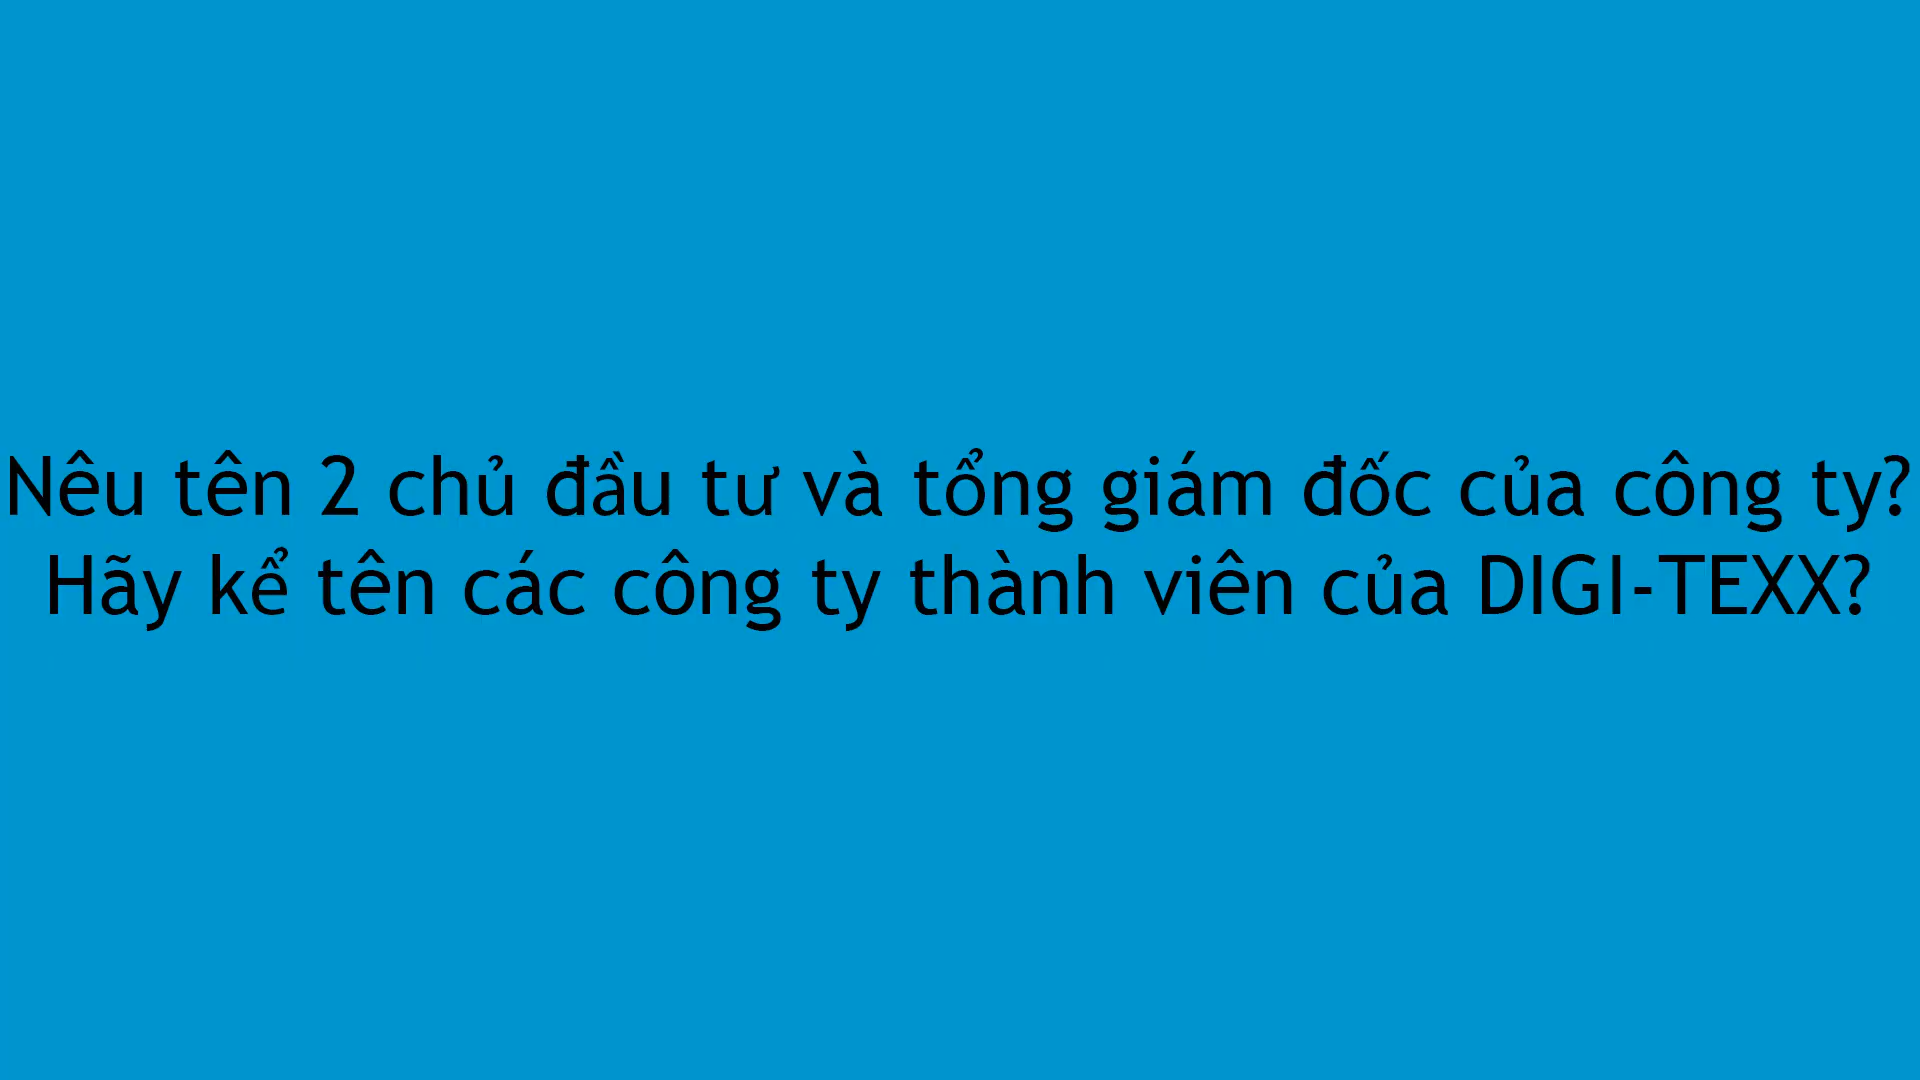 Nêu tên 2 chủ đầu tư và tổng giám đốc của công ty?
Hãy kể tên các công ty thành viên của DIGI-TEXX?